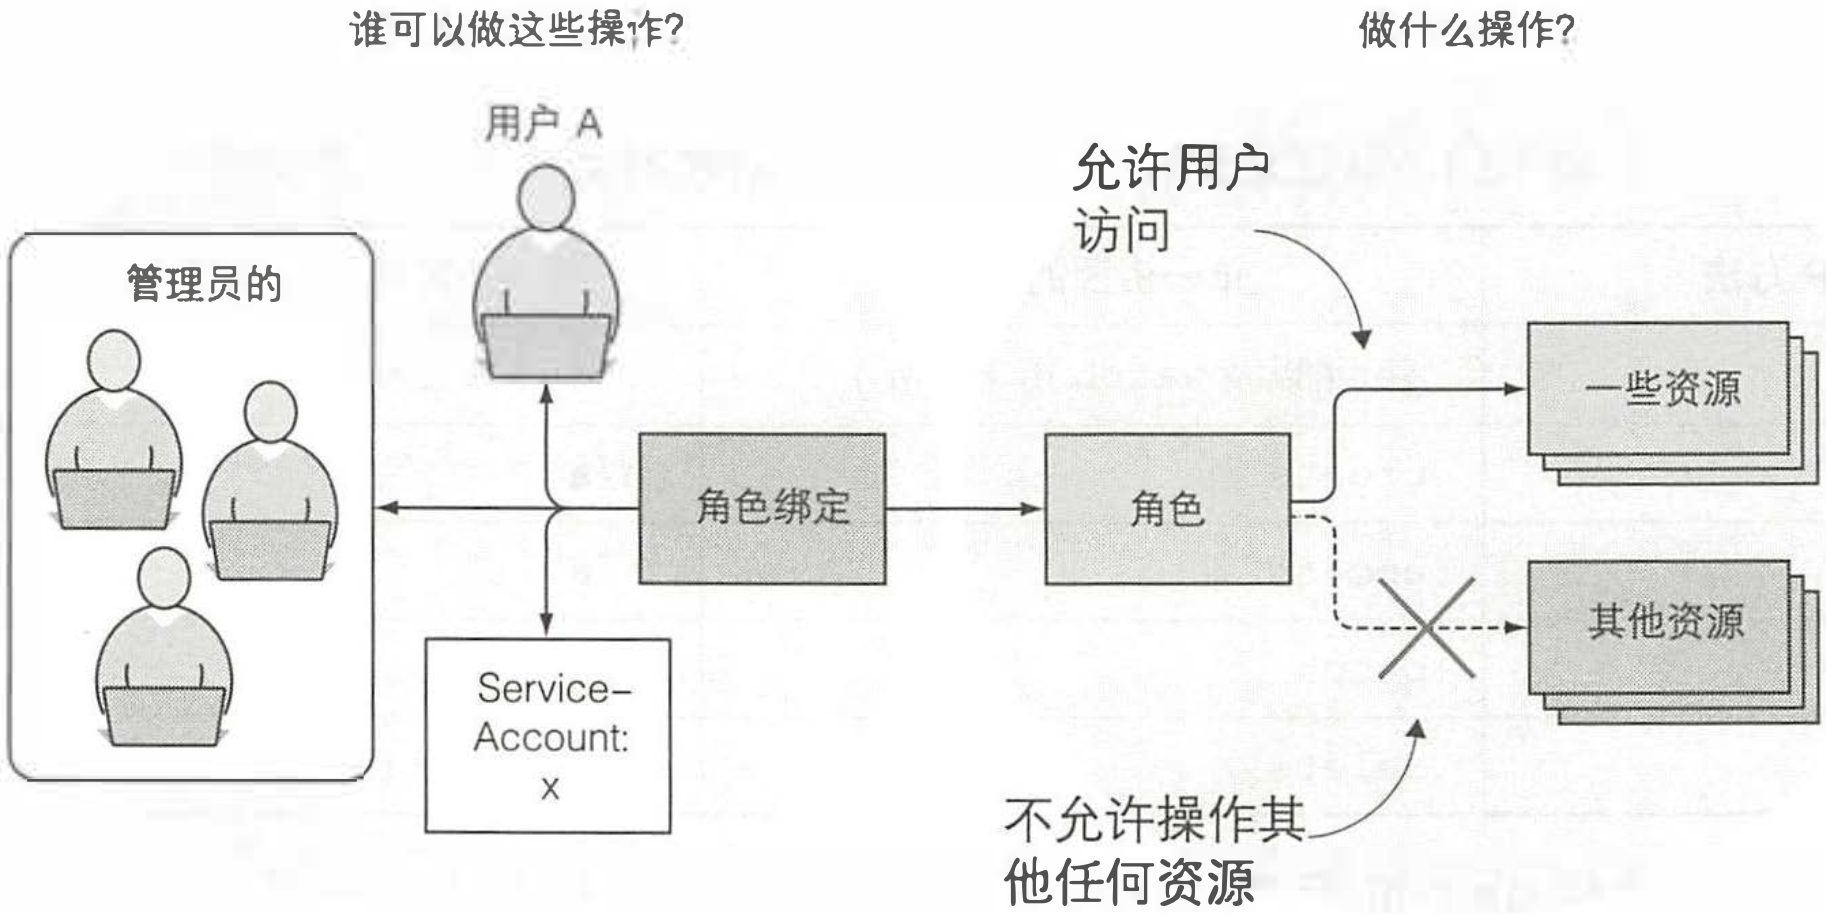 谁可以做这些操作?
做什么操作?
用户 A
允许用户
访问
管理员的
一些资源
角色绑定
角色
其他资源
Service-
Account:
x
不允许操作其
他任何资源